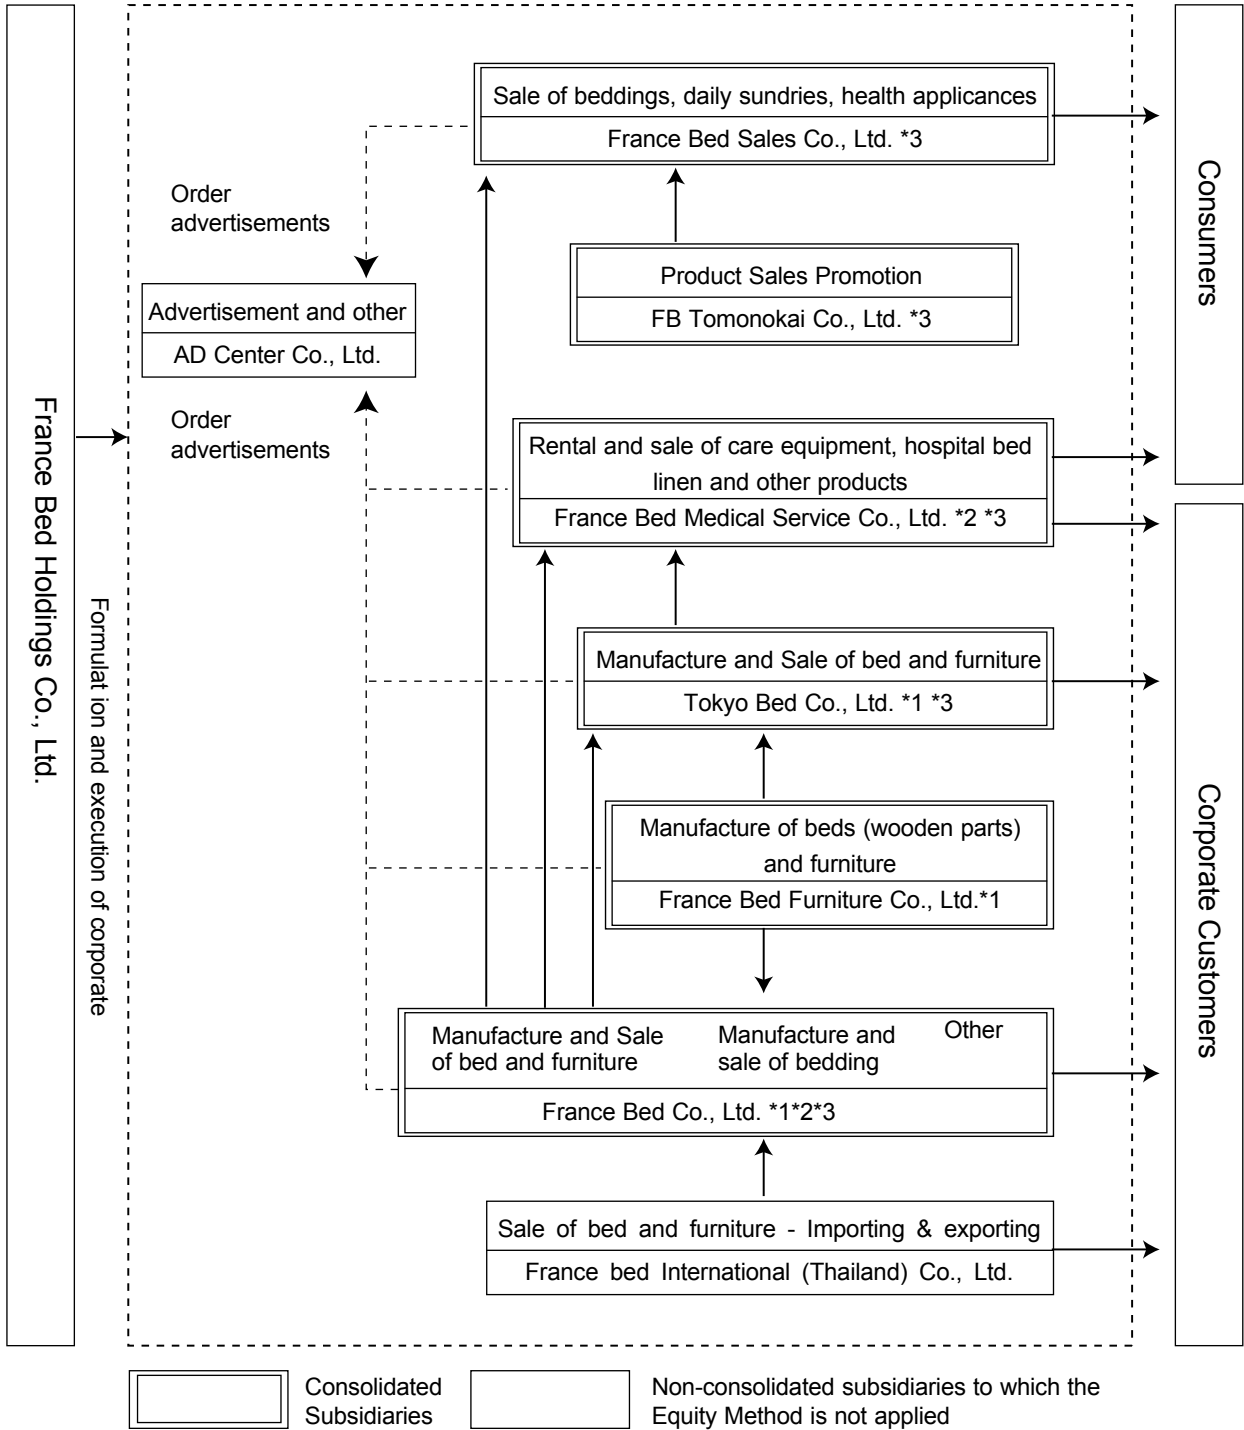 France Bed Holdings Co., Ltd.
Formulat ion and execution of corporate
Sale of beddings, daily sundries, health applicances
France Bed Sales Co., Ltd. *3
Order
advertisements
Product Sales Promotion
FB Tomonokai Co., Ltd. *3
Advertisement and other
AD Center Co., Ltd.
Order
advertisements
Rental and sale of care equipment, hospital bed
linen and other products
France Bed Medical Service Co., Ltd. *2 *3
Manufacture and Sale of bed and furniture
Tokyo Bed Co., Ltd. *1 *3
Manufacture of beds (wooden parts)
and furniture
France Bed Furniture Co., Ltd.*1
Manufacture and Sale
of bed and furniture
Manufacture and
sale of bedding
Other
France Bed Co., Ltd. *1*2*3
Sale of bed and furniture - Importing & exporting
France bed International (Thailand) Co., Ltd.
Consumers
Corporate Customers
Consolidated
Subsidiaries
Non-consolidated subsidiaries to which the
Equity Method is not applied